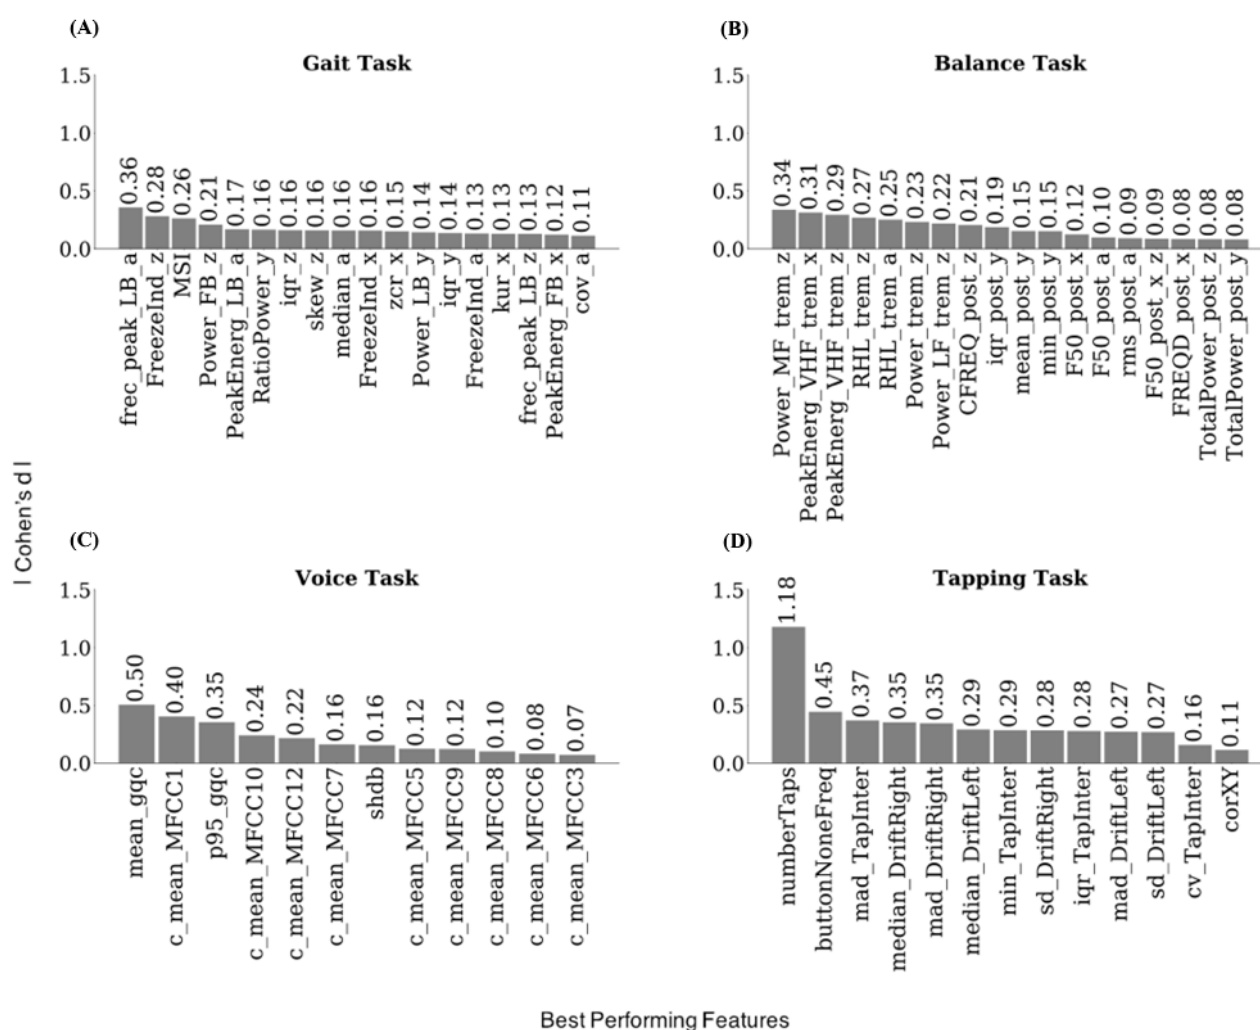 (A)
Gait Task
1.5
1.0
0.5
0.0
0.36
0.28
0.26
0.21
0.17
0.16
0.16
0.16
0.16
0.16
0.15
0.14
0.14
0.13
0.13
0.13
0.12
0.11
frec_peak_LB_a
FreezeInd_z
MSI
Power_FB_z
PeakEnerg_LB_a
RatioPower_y
iqr_z
skew_z
median_a
FreezeInd_x
zcr_x
Power_LB_y
iqr_y
FreezeInd_a
kur_x
frec_peak_LB_z
PeakEnerg_FB_x
cov_a
(B)
Balance Task
1.5
1.0
0.5
0.0
0.34
0.31
0.29
0.27
0.25
0.23
0.22
0.21
0.19
0.15
0.15
0.12
0.10
0.09
0.09
0.08
0.08
0.08
Power_MF_trem_z
PeakEnerg_VHF_trem_x
PeakEnerg_VHF_trem_z
RHL_trem_z
RHL_trem_a
Power_trem_z
Power_LF_trem_z
CFREQ_post_z
iqr_post_y
mean_post_y
min_post_y
F50_post_x
F50_post_a
rms_post_a
F50_post_x_z
FREQD_post_x
TotalPower_post_z
TotalPower_post_y
| Cohen's d |
(C)
Voice Task
1.5
1.0
0.5
0.0
0.50
0.40
0.35
0.24
0.22
0.16
0.16
0.12
0.12
0.10
0.08
0.07
mean_gqc
c_mean_MFCC1
p95_gqc
c_mean_MFCC10
c_mean_MFCC12
c_mean_MFCC7
shdb
c_mean_MFCC5
c_mean_MFCC9
c_mean_MFCC8
c_mean_MFCC6
c_mean_MFCC3
(D)
Tapping Task
1.5
1.0
0.5
0.0
1.18
0.45
0.37
0.35
0.35
0.29
0.29
0.28
0.28
0.27
0.27
0.16
0.11
numberTaps
buttonNoneFreq
mad_TapInter
median_DriftRight
mad_DriftRight
median_DriftLeft
min_TapInter
sd_DriftRight
iqr_TapInter
mad_DriftLeft
sd_DriftLeft
cv_TapInter
corXY
Best Performing Features